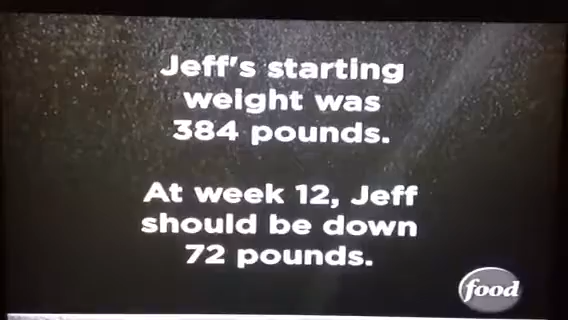 Jeff's starting
weight was
384 pounds.
At week 12, Jeff
should be down
72 pounds.
food